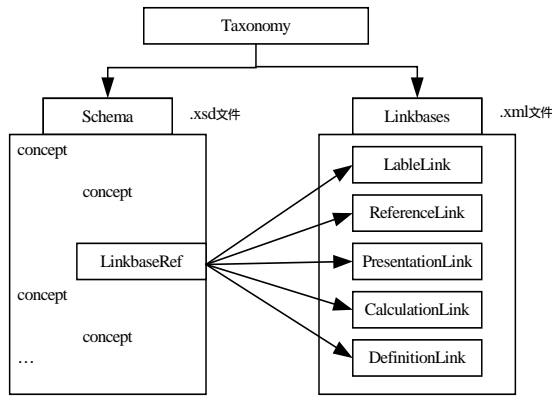 Taxonomy
Schema
.xsd文件
Linkbases
.xml文件
concept
concept
LinkbaseRef
concept
concept
…
LableLink
ReferenceLink
PresentationLink
CalculationLink
DefinitionLink